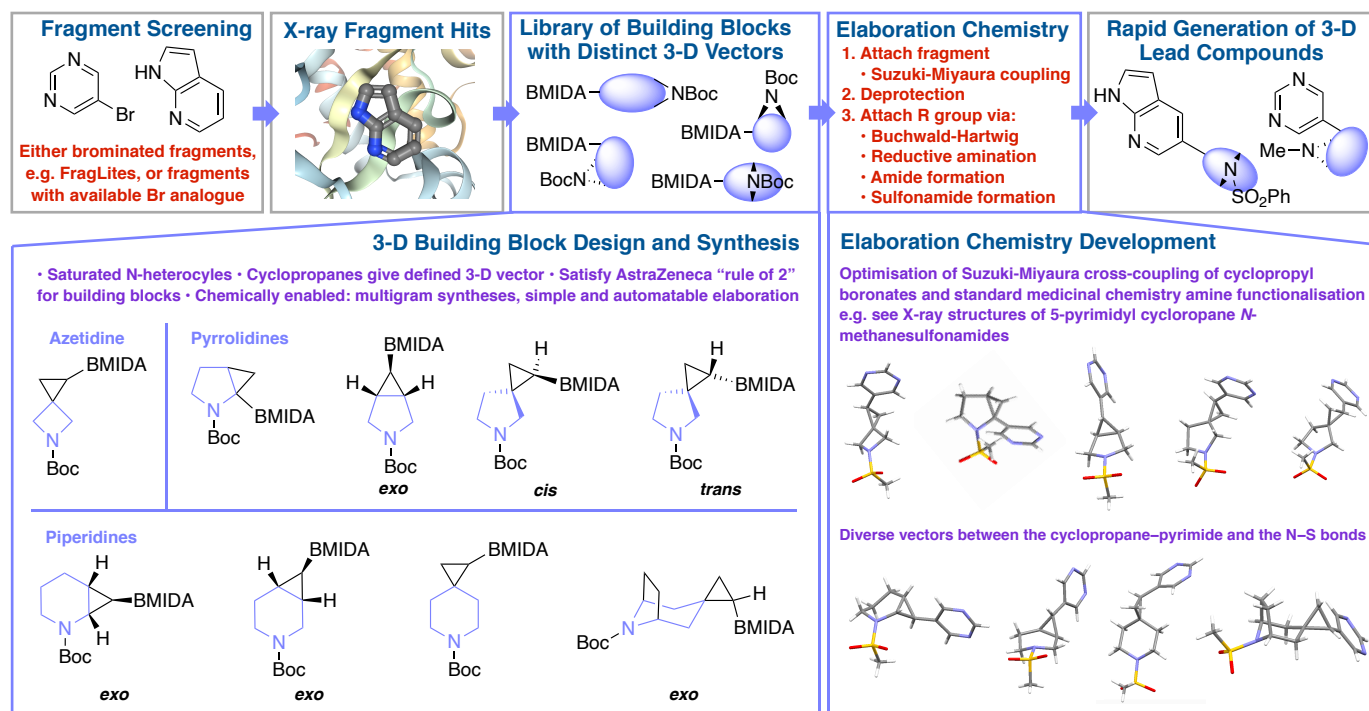 Fragment Screening
N
N
Br
HN
N
Either brominated fragments,
e.g. FragLites, or fragments
with available Br analogue
X-ray Fragment Hits
Library of Building Blocks
with Distinct 3-D Vectors
BMIDA
NBoc
Boc
N
BMIDA
BMIDA
BocN
BMIDA
NBoc
Elaboration Chemistry
1. Attach fragment
• Suzuki-Miyaura coupling
2. Deprotection
3. Attach R group via:
• Buchwald-Hartwig
• Reductive amination
• Amide formation
• Sulfonamide formation
Rapid Generation of 3-D
Lead Compounds
HN
N
N
SO2Ph
N
N
Me
N
3-D Building Block Design and Synthesis
• Saturated N-heterocyles • Cyclopropanes give defined 3-D vector • Satisfy AstraZeneca “rule of 2”
for building blocks • Chemically enabled: multigram syntheses, simple and automatable elaboration
Azetidine
BMIDA
N
Boc
Pyrrolidines
N
Boc
BMIDA
BMIDA
H
H
N
Boc
exo
H
BMIDA
N
Boc
cis
H
BMIDA
N
Boc
trans
Piperidines
H
BMIDA
H
N
Boc
exo
BMIDA
H
H
N
Boc
exo
BMIDA
N
Boc
H
BMIDA
N
Boc
exo
Elaboration Chemistry Development
Optimisation of Suzuki-Miyaura cross-coupling of cyclopropyl
boronates and standard medicinal chemistry amine functionalisation
e.g. see X-ray structures of 5-pyrimidyl cycloropane N-
methanesulfonamides
Diverse vectors between the cyclopropane–pyrimide and the N–S bonds